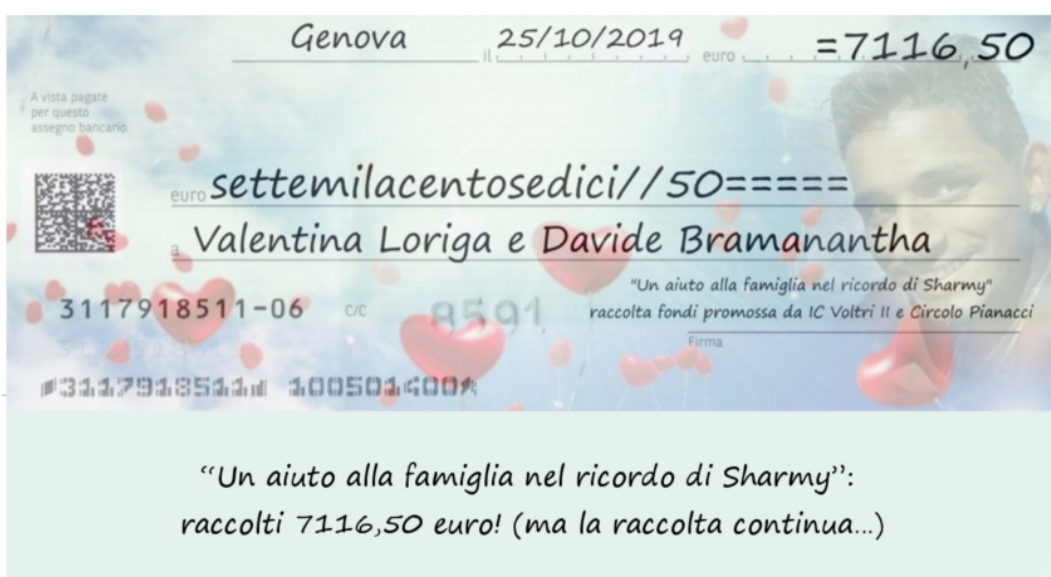 Genova il 25/10/2019 euro =7116,50
A vista pagate
per questo
assegno bancario
euro settemilacentosedici//50=====
a Valentina Loriga e Davide Bramanantha
"Un aiuto alla famiglia nel ricordo di Sharmy"
3117918511-06 c/c 8591 raccolta fondi promossa da IC Voltri II e Circolo Pianacci
Firma
3117918511 100501400
“Un aiuto alla famiglia nel ricordo di Sharmy”:
raccolti 7116,50 euro! (ma la raccolta continua...)